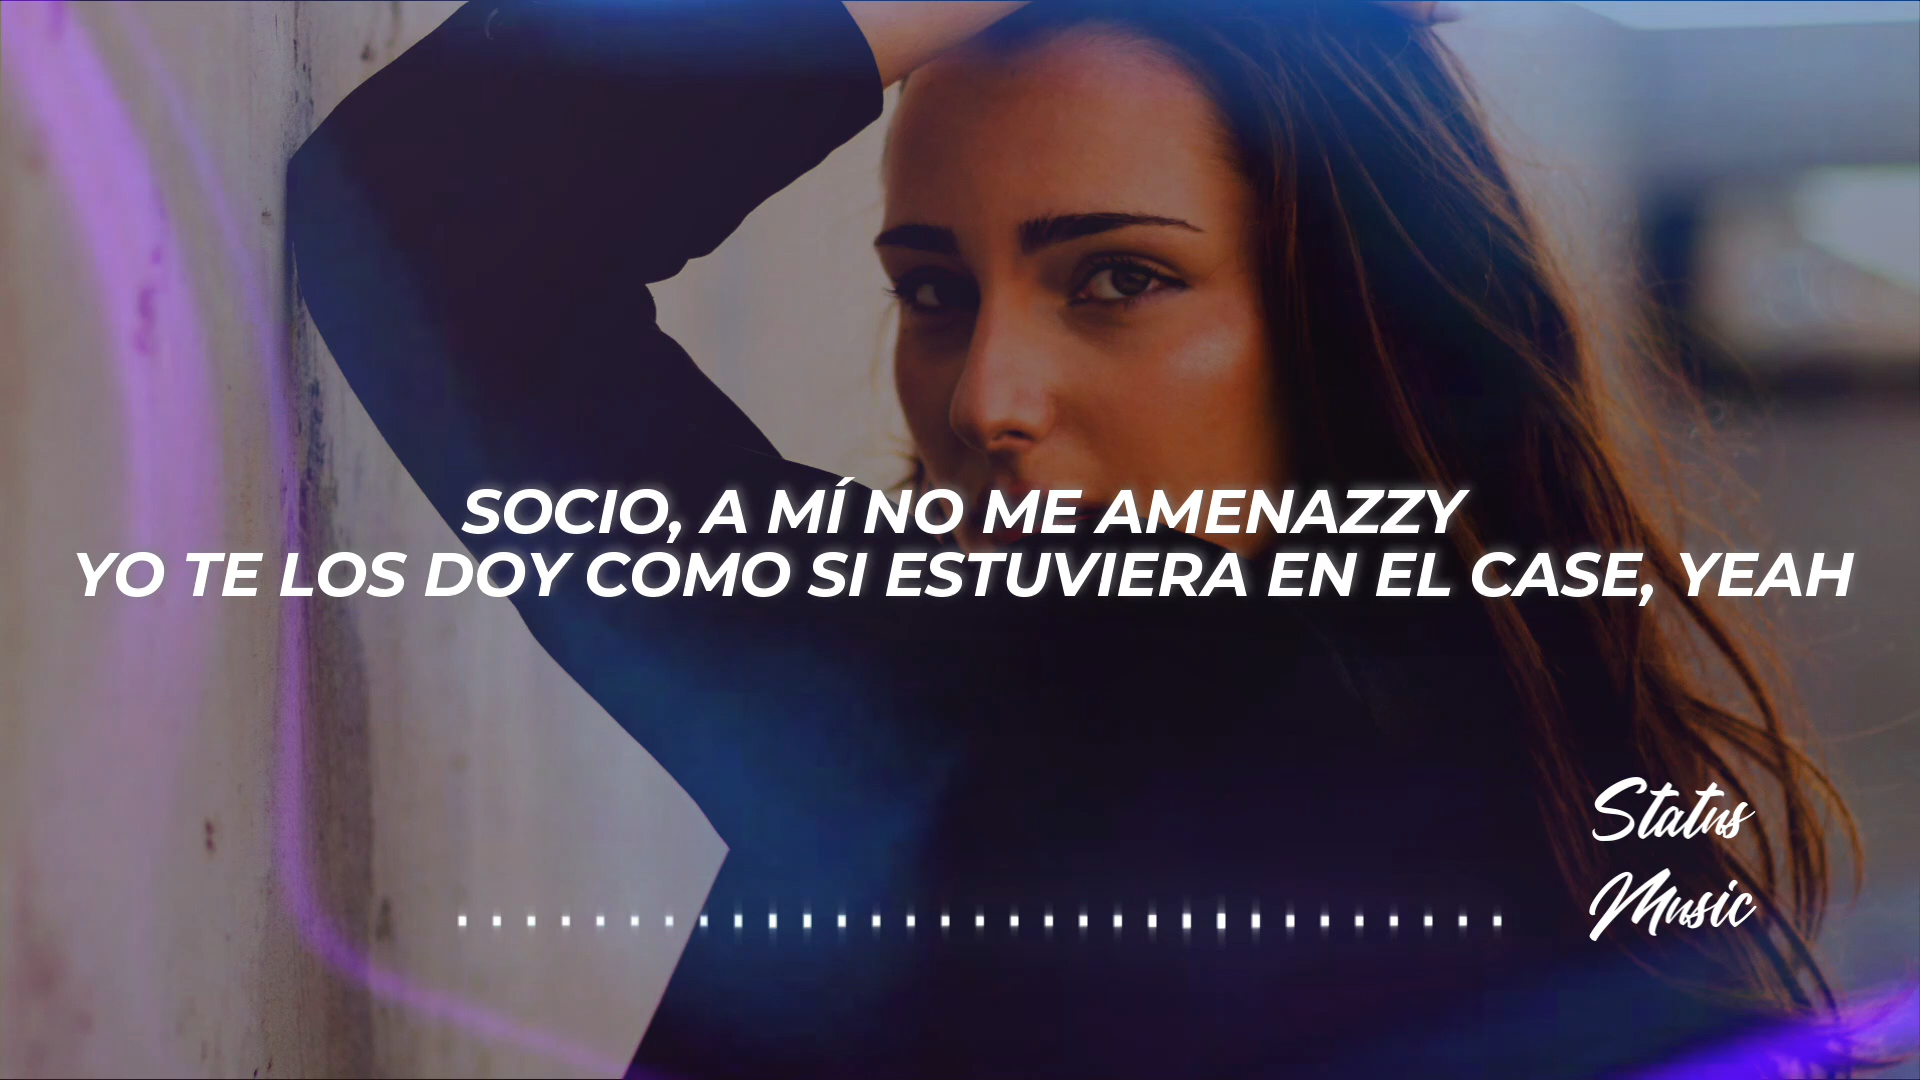 SOCIO, A MÍ NO ME AMENAZZY
YO TE LOS DOY COMO SI ESTUVIERA EN EL CASE, YEAH
Status
Music